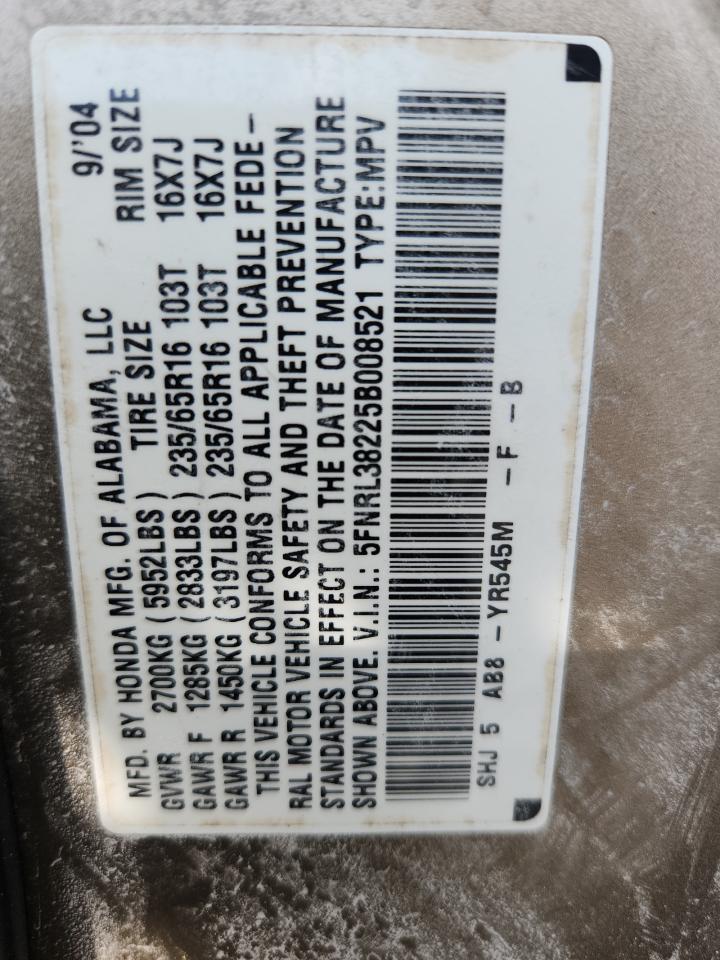 MFD. BY HONDA MFG. OF ALABAMA, LLC 9/'04
TIRE SIZE RIM SIZE
GVWR 2700KG (5952LBS)
GAWR F 1285KG (2833LBS) 235/65R16 103T 16X7J
GAWR R 1450KG (3197LBS) 235/65R16 103T 16X7J
THIS VEHICLE CONFORMS TO ALL APPLICABLE FEDE-
RAL MOTOR VEHICLE SAFETY AND THEFT PREVENTION
STANDARDS IN EFFECT ON THE DATE OF MANUFACTURE
SHOWN ABOVE. V.I.N.: 5FNRL38225B008521 TYPE:MPV
SHJ 5 AB8 - YR545M - F - B